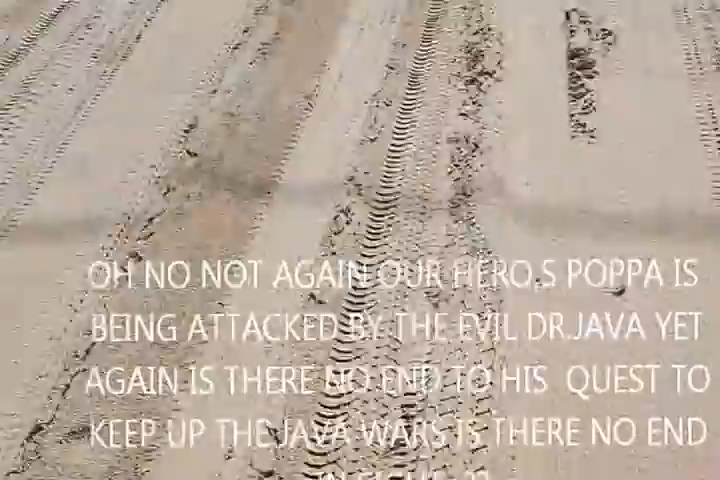 OH NO NOT AGAIN OUR HERO,S POPPA IS
BEING ATTACKED BY THE EVIL DR.JAVA YET
AGAIN IS THERE NO END TO HIS QUEST TO
KEEP UP THE JAVA WARS IS THERE NO END